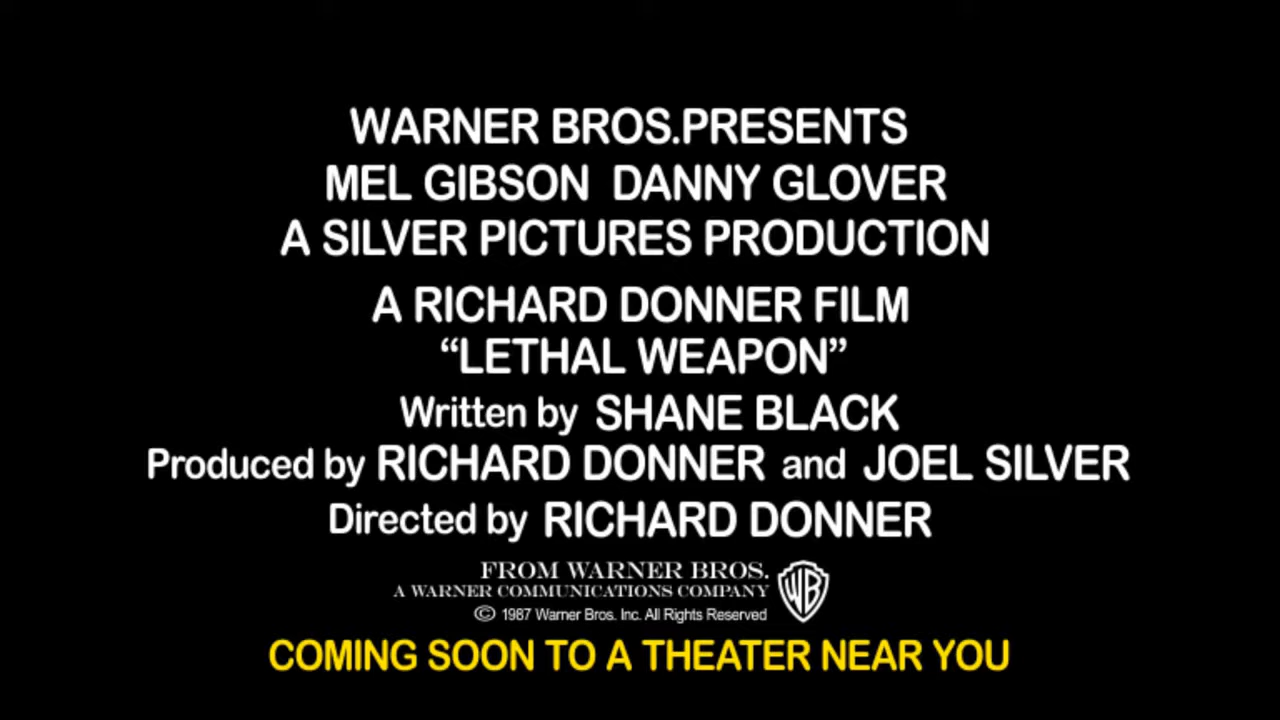 WARNER BROS.PRESENTS
MEL GIBSON DANNY GLOVER
A SILVER PICTURES PRODUCTION
A RICHARD DONNER FILM
“LETHAL WEAPON”
Written by SHANE BLACK
Produced by RICHARD DONNER and JOEL SILVER
Directed by RICHARD DONNER
FROM WARNER BROS.
A WARNER COMMUNICATIONS COMPANY
© 1987 Warner Bros. Inc. All Rights Reserved
WB
COMING SOON TO A THEATER NEAR YOU